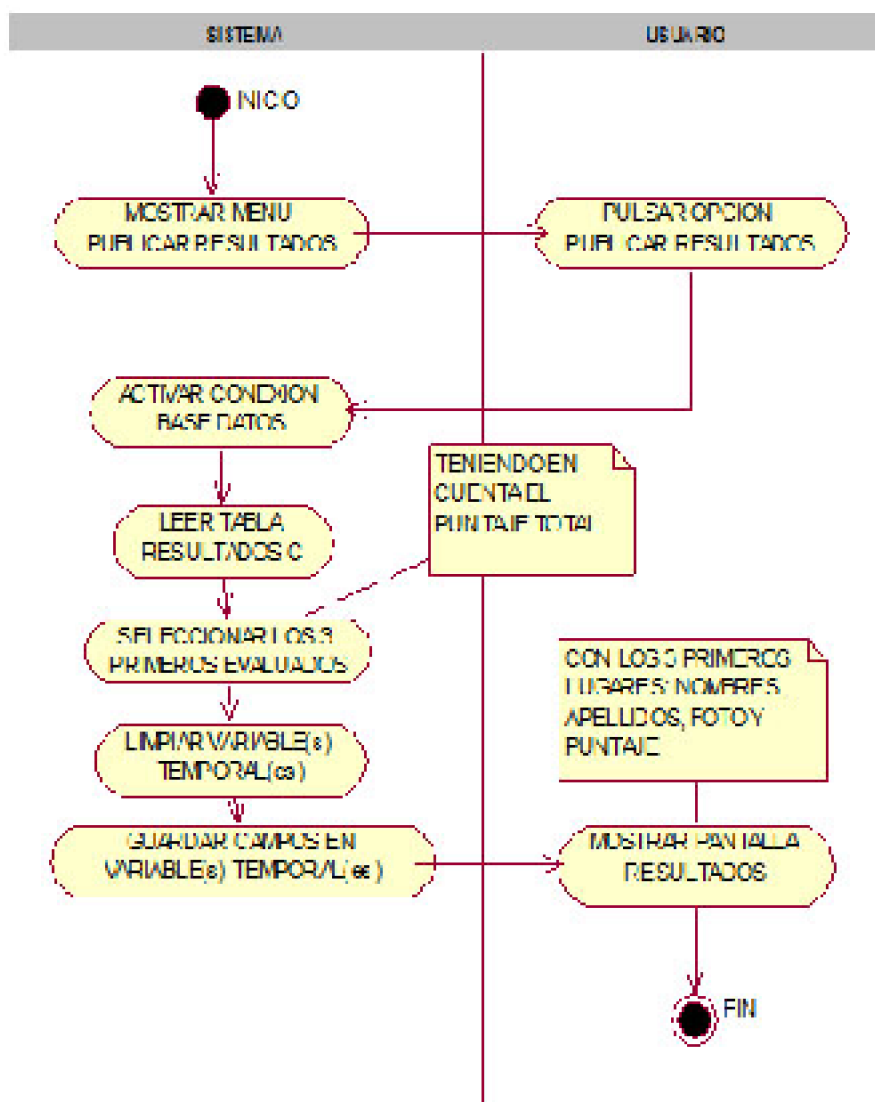 SISTEMA
USUARIO
INICIO
MOSTRAR MENU
PUBLICAR RESULTADOS
PULSAR OPCION
PUBLICAR RESULTADOS
ACTIVAR CONEXION
BASE DATOS
TENIENDO EN
CUENTA EL
PUNTAJE TOTAL
LEER TABLA
RESULTADOS
SELECCIONAR LOS 3
PRIMEROS EVALUADOS
CON LOS PRIMEROS
LUGARES: NOMBRES,
APELLIDOS, FOTO Y
PUNTAJE
LIMPIAR VARIABLE(s)
TEMPORAL(es)
GUARDAR CAMPOS EN
VARIABLE(s) TEMPORAL(es)
MOSTRAR PANTALLA
RESULTADOS
FIN